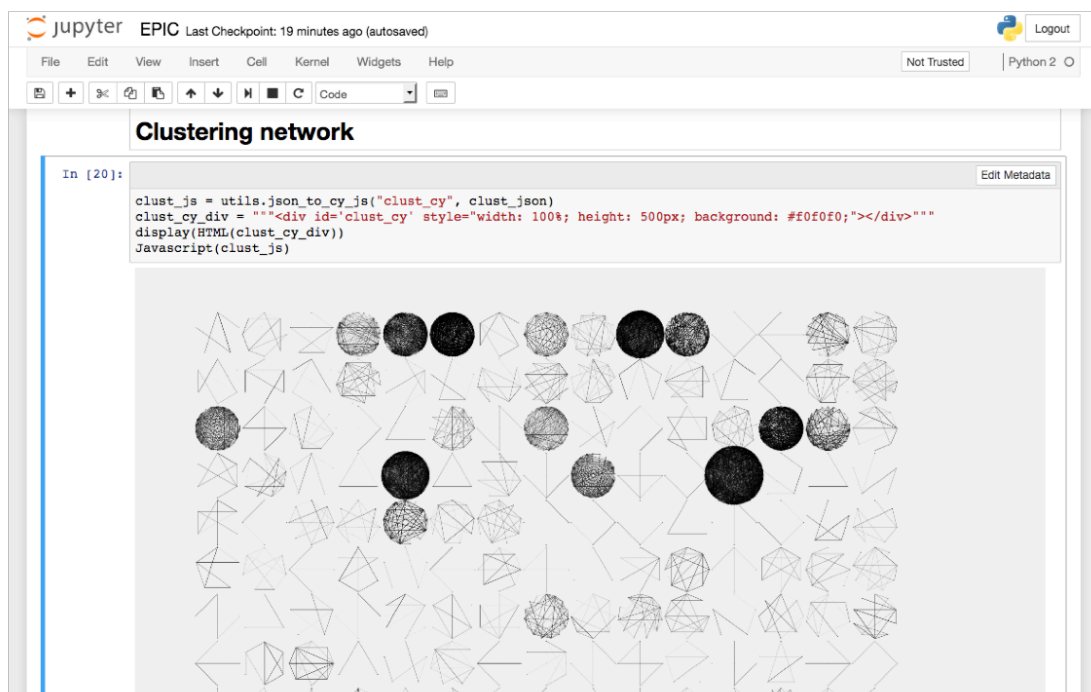 jupyter EPIC Last Checkpoint: 19 minutes ago (autosaved) Logout
File Edit View Insert Cell Kernel Widgets Help Not Trusted Python 2
Code
Clustering network
In [20]:
Edit Metadata
clust_js = utils.json_to_cy_js("clust_cy", clust_json)
clust_cy_div = """<div id='clust_cy' style="width: 100%; height: 500px; background: #f0f0f0;"></div>"""
display(HTML(clust_cy_div))
Javascript(clust_js)